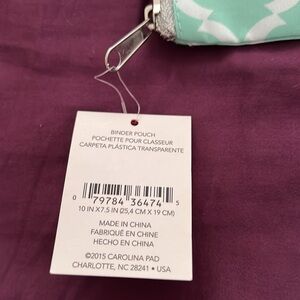 BINDER POUCH
POCHETTE POUR CLASSEUR
CARPETA PLÁSTICA TRANSPARENTE
0 79784 36474 5
10 IN X 7.5 IN (25,4 CM X 19 CM)
MADE IN CHINA
FABRIQUÉ EN CHINE
HECHO EN CHINA
©2015 CAROLINA PAD
CHARLOTTE, NC 28241 • USA